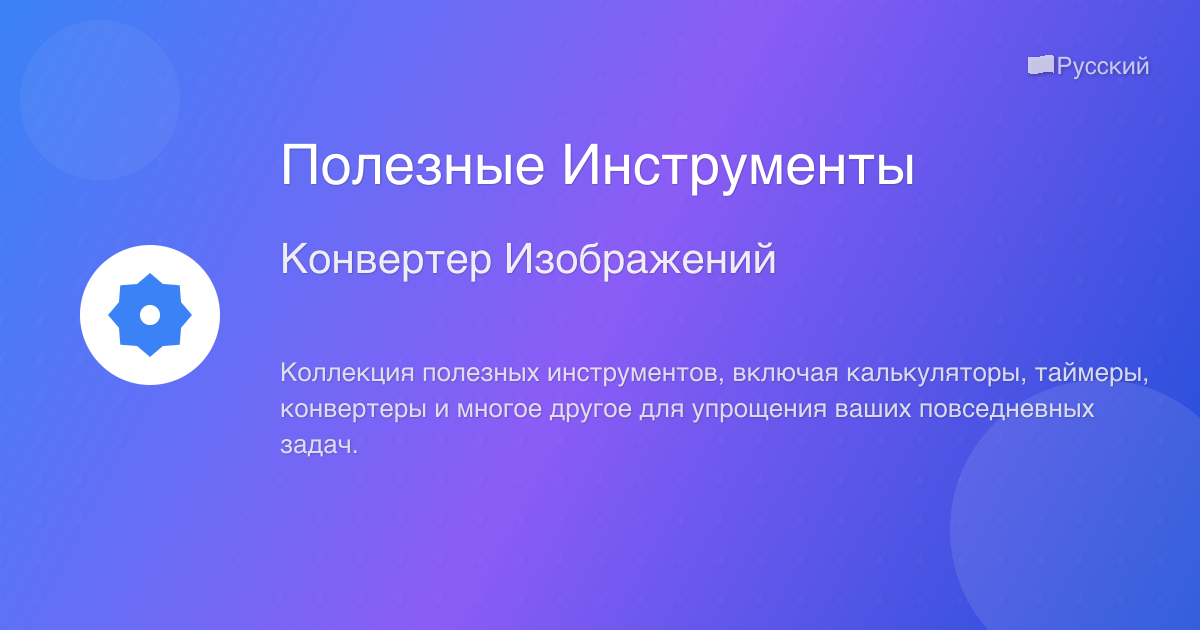 Русский
Полезные Инструменты
Конвертер Изображений
Коллекция полезных инструментов, включая калькуляторы, таймеры,
конвертеры и многое другое для упрощения ваших повседневных
задач.